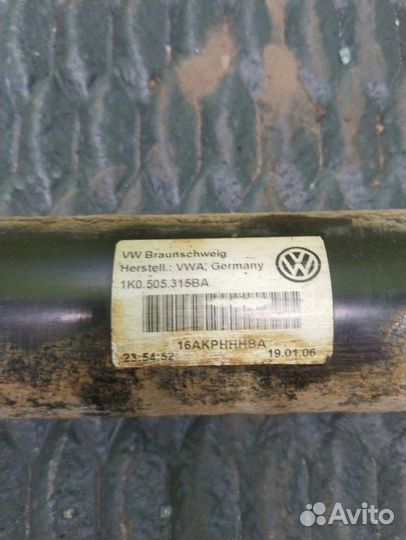 VW Braunschweig
Herstell.: VWA, Germany
1K0.505.315BA
16AKPHHHBA
23:54:52 19.01.06
Avito